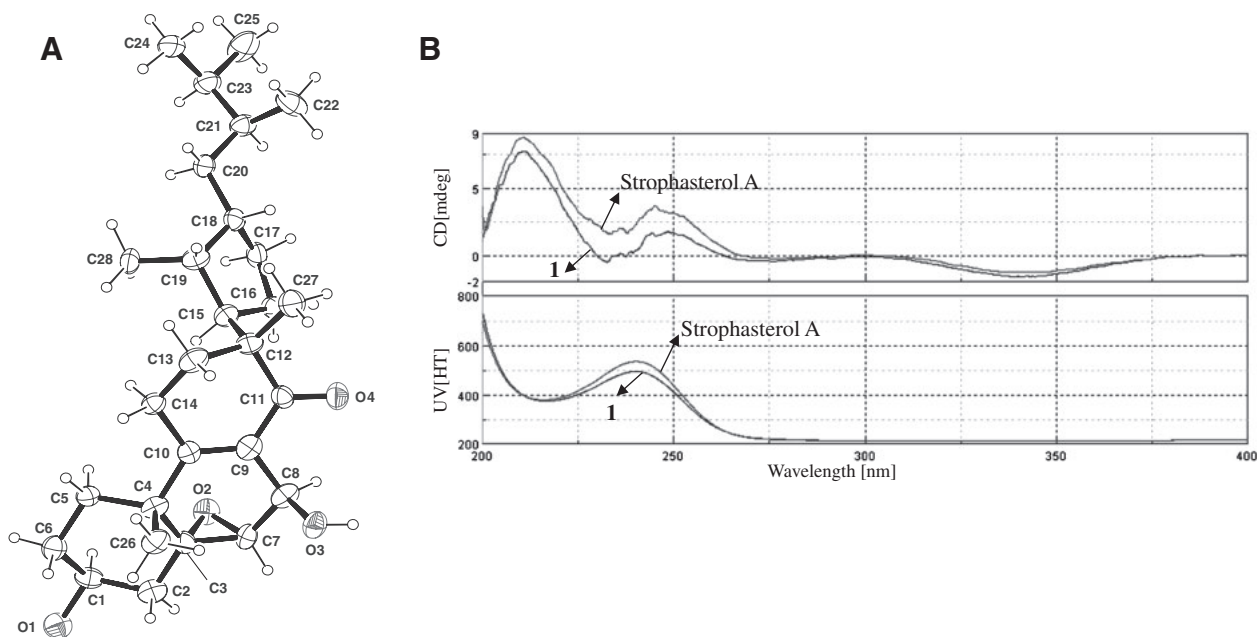 A
C25
C24
C23
C22
C21
C20
C18
C17
C28
C19
C27
C16
C15
C13
C12
C14
C11
O4
C10
C9
C8
C4
O2
C5
C6
C26
C7
O3
C1
C2
C3
O1
B
9
CD[mdeg]
5
Strophasterol A
1
0
-2
800
Strophasterol A
600
UV[HT]
400
1
200
200 250 300 350 400
Wavelength [nm]